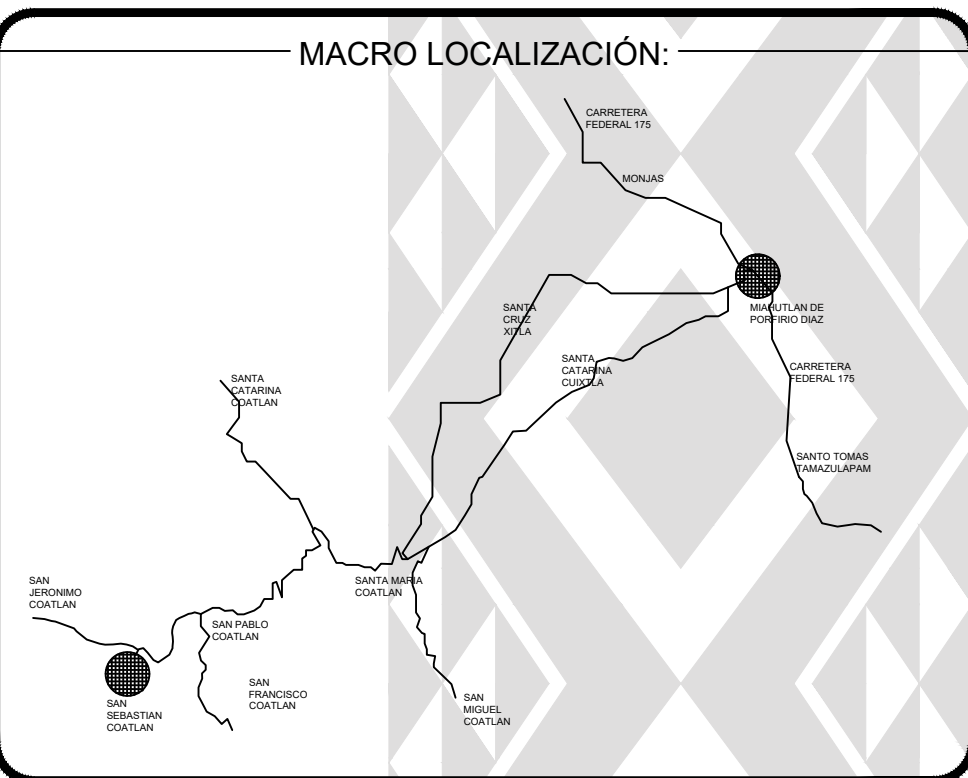 MACRO LOCALIZACIÓN:
CARRETERA
FEDERAL 175
MONJAS
MIAHUTLAN DE
PORFIRIO DIAZ
SANTA
CRUZ
XITLA
SANTA
CATARINA
CUIXTLA
CARRETERA
FEDERAL 175
SANTA
CATARINA
COATLAN
SANTO TOMAS
TAMAZULAPAM
SANTA MARIA
COATLAN
SAN
JERONIMO
COATLAN
SAN PABLO
COATLAN
SAN
FRANCISCO
COATLAN
SAN
MIGUEL
COATLAN
SAN
SEBASTIAN
COATLAN